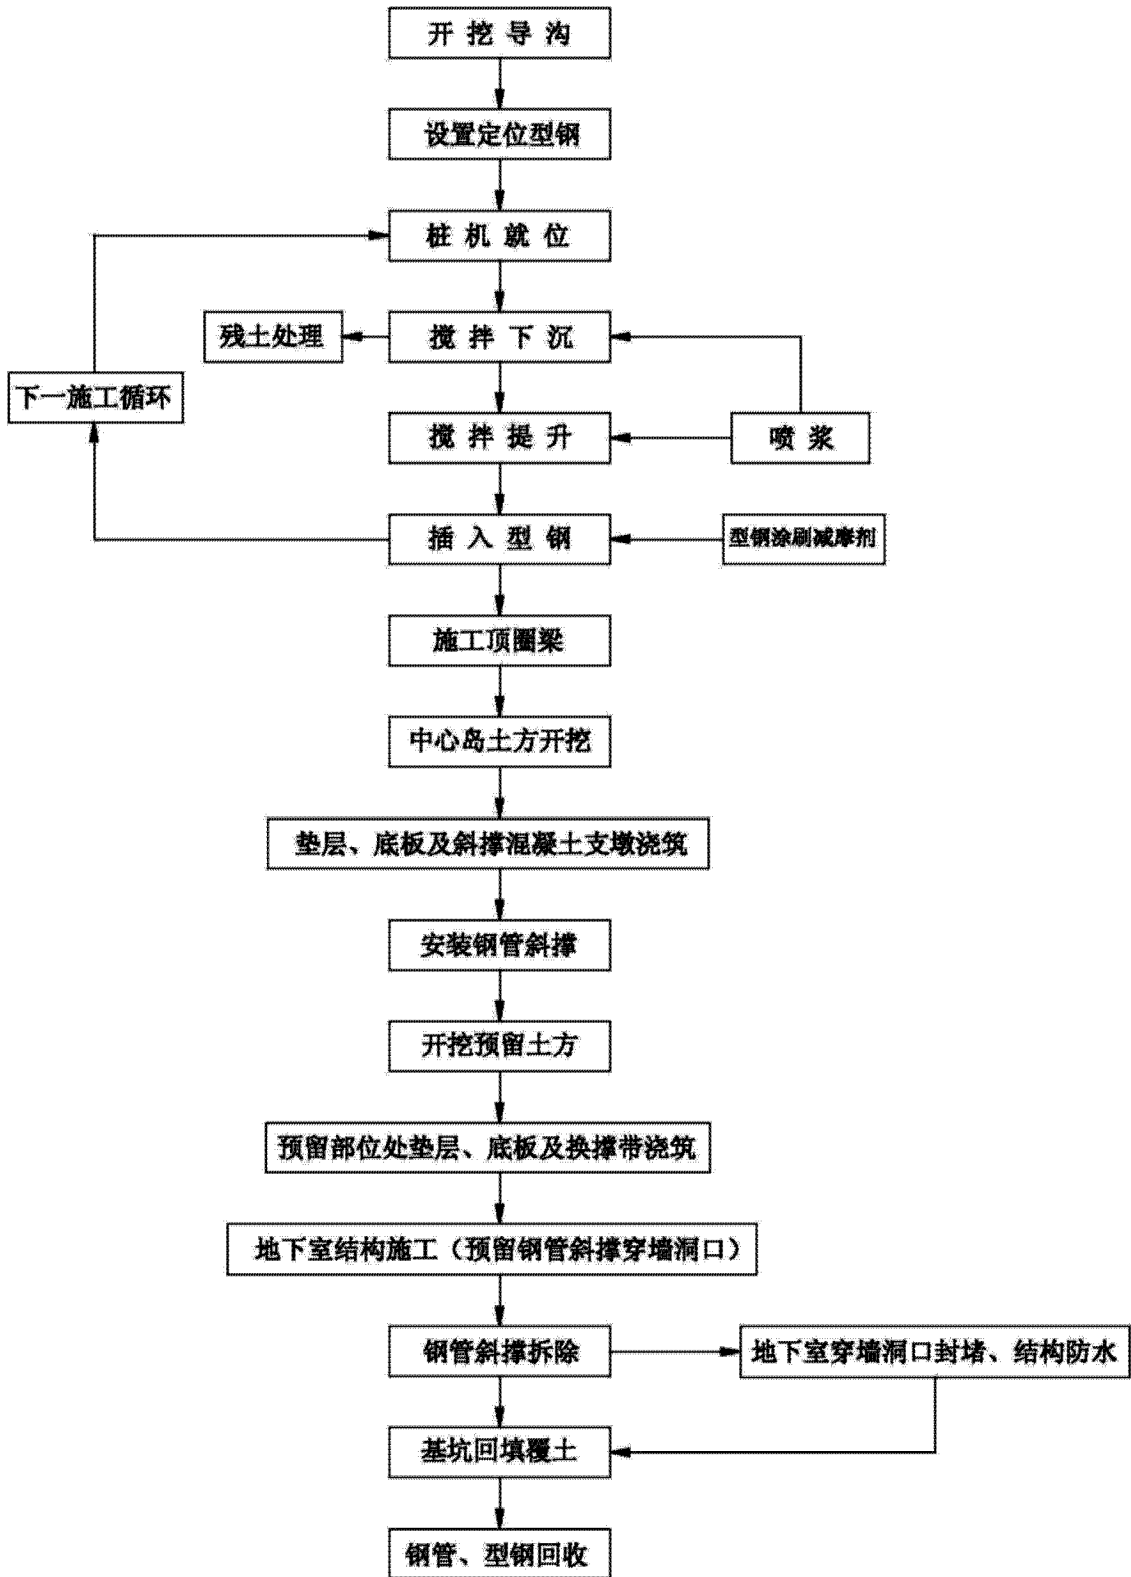 开挖导沟
设置定位型钢
桩机就位
残土处理
搅拌下沉
下一施工循环
搅拌提升
喷浆
插入型钢
型钢涂刷减摩剂
施工顶圈梁
中心岛土方开挖
垫层、底板及斜撑混凝土支墩浇筑
安装钢管斜撑
开挖预留土方
预留部位处垫层、底板及换撑带浇筑
地下室结构施工（预留钢管斜撑穿墙洞口）
钢管斜撑拆除
地下室穿墙洞口封堵、结构防水
基坑回填覆土
钢管、型钢回收